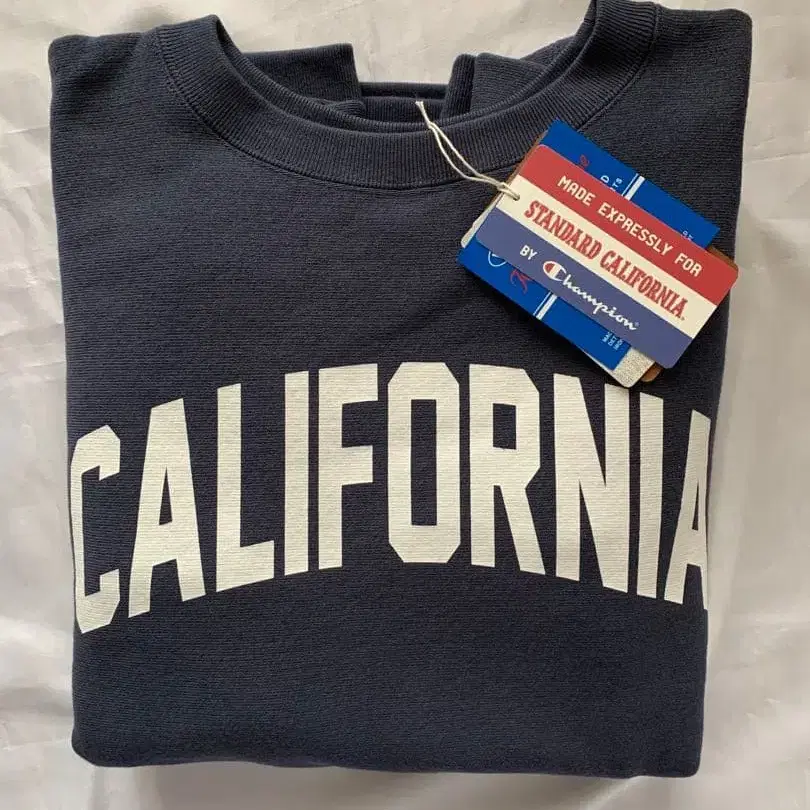 MADE EXPRESSLY FOR
STANDARD CALIFORNIA
BY Champion
CALIFORNIA